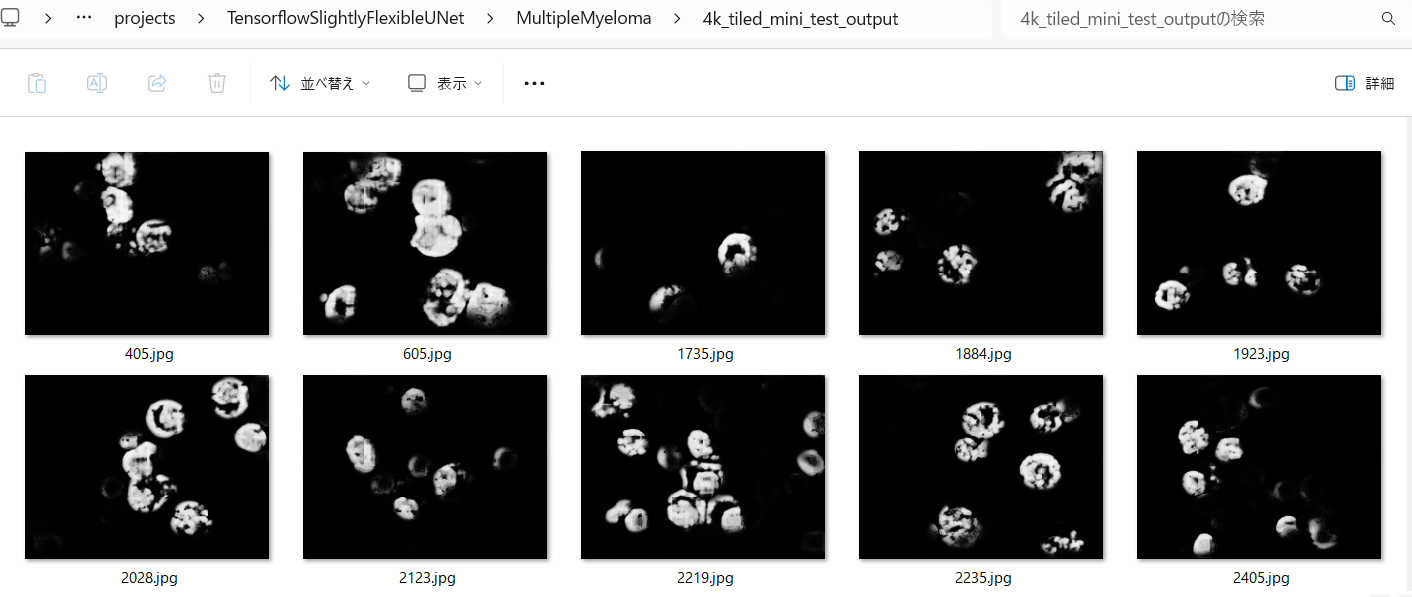 projects > TensorflowSlightlyFlexibleUNet > MultipleMyeloma > 4k_tiled_mini_test_output
4k_tiled_mini_test_outputの検索
並べ替え
表示
詳細
405.jpg
605.jpg
1735.jpg
1884.jpg
1923.jpg
2028.jpg
2123.jpg
2219.jpg
2235.jpg
2405.jpg